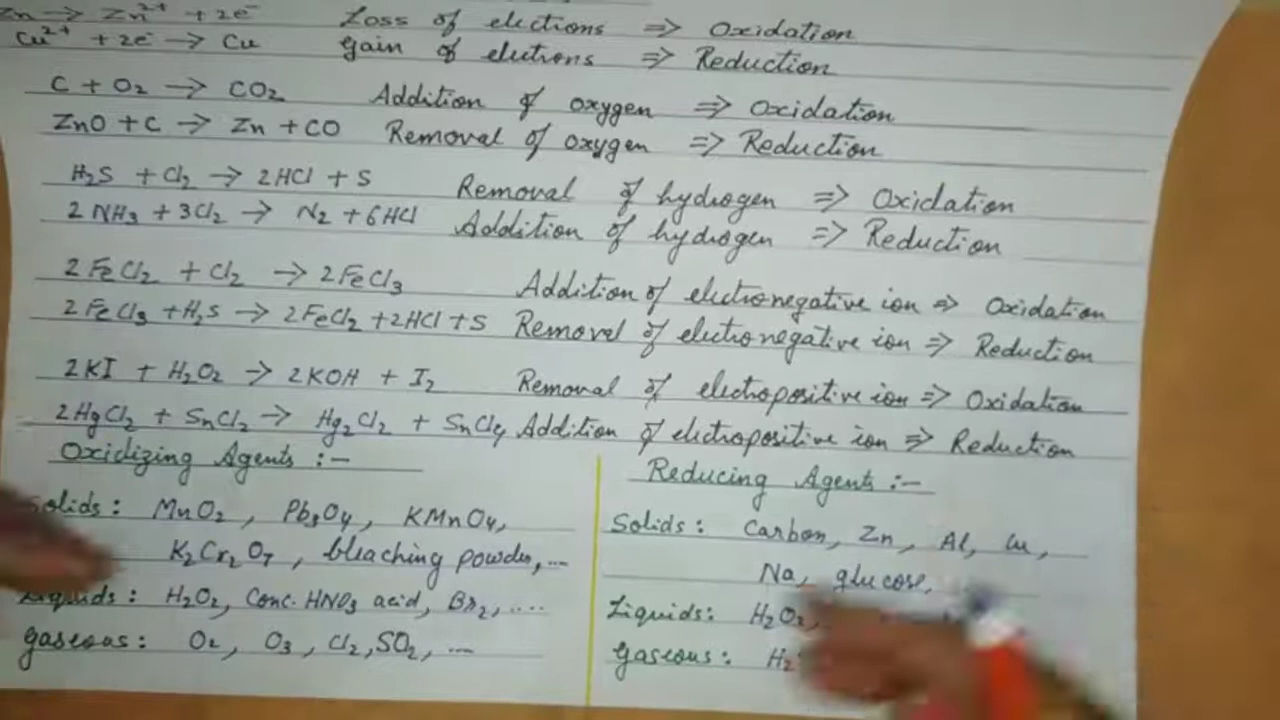 Zn → Zn²⁺ + 2e⁻ Loss of elections ⇒ Oxidation
Cu²⁺ + 2e⁻ → Cu Gain of eletrons ⇒ Reduction
C + O₂ → CO₂ Addition of oxygen ⇒ Oxidation
ZnO + C → Zn + CO Removal of oxygen ⇒ Reduction
H₂S + Cl₂ → 2HCl + S Removal of hydrogen ⇒ Oxidation
2NH₃ + 3Cl₂ → N₂ + 6HCl Addition of hydrogen ⇒ Reduction
2FeCl₂ + Cl₂ → 2FeCl₃ Addition of electronegative ion ⇒ Oxidation
2FeCl₃ + H₂S → 2FeCl₂ + 2HCl + S Removal of electronegative ion ⇒ Reduction
2KI + H₂O₂ → 2KOH + I₂ Removal of electropositive ion ⇒ Oxidation
2HgCl₂ + SnCl₂ → Hg₂Cl₂ + SnCl₄ Addition of electropositive ion ⇒ Reduction
Oxidizing Agents :-
Solids : MnO₂, Pb₃O₄, KMnO₄,
K₂Cr₂O₇, bleaching powder, ...
Liquids : H₂O₂, Conc. HNO₃ acid, Br₂, ....
Gaseous : O₂, O₃, Cl₂, SO₂, ...
Reducing Agents :-
Solids : Carbon, Zn, Al, Cu,
Na, glucose,
Liquids : H₂O₂,
Gaseous :